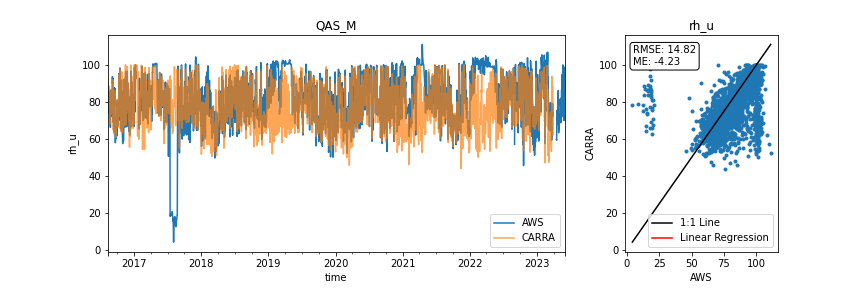 QAS_M
rh_u
100
80
60
40
20
0
2017
2018
2019
2020
2021
2022
2023
time
AWS
CARRA
rh_u
RMSE: 14.82
ME: -4.23
CARRA
100
80
60
40
20
0
0
25
50
75
100
AWS
1:1 Line
Linear Regression